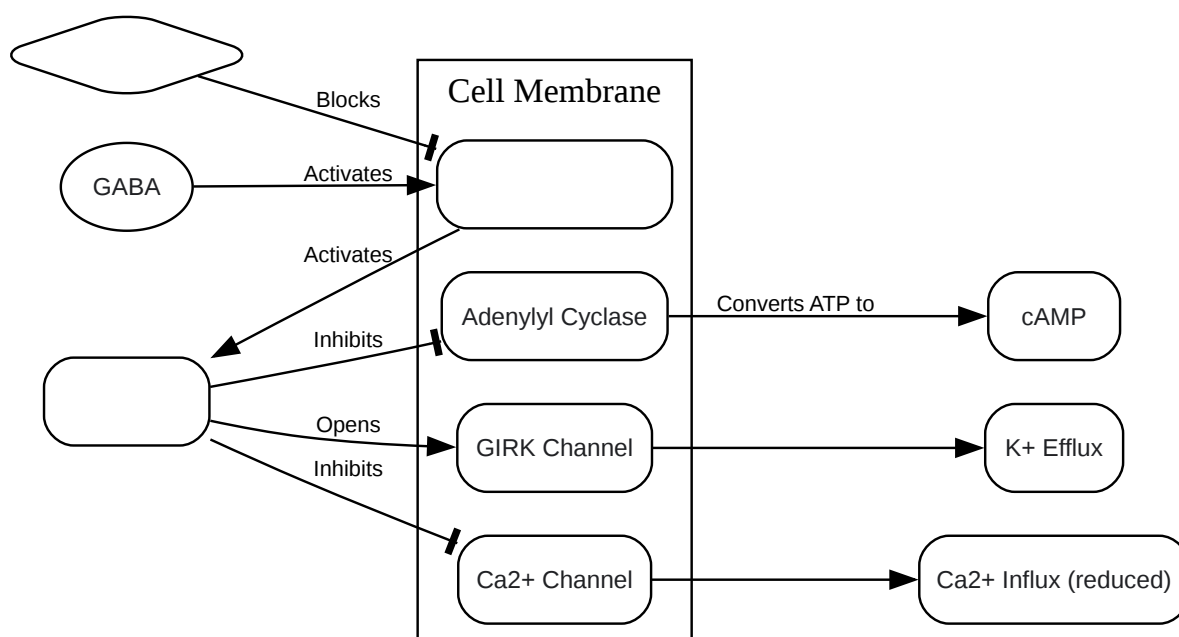 Blocks
Cell Membrane
GABA
Activates
Activates
Adenylyl Cyclase
Converts ATP to
cAMP
Inhibits
Opens
GIRK Channel
K+ Efflux
Inhibits
Ca2+ Channel
Ca2+ Influx (reduced)